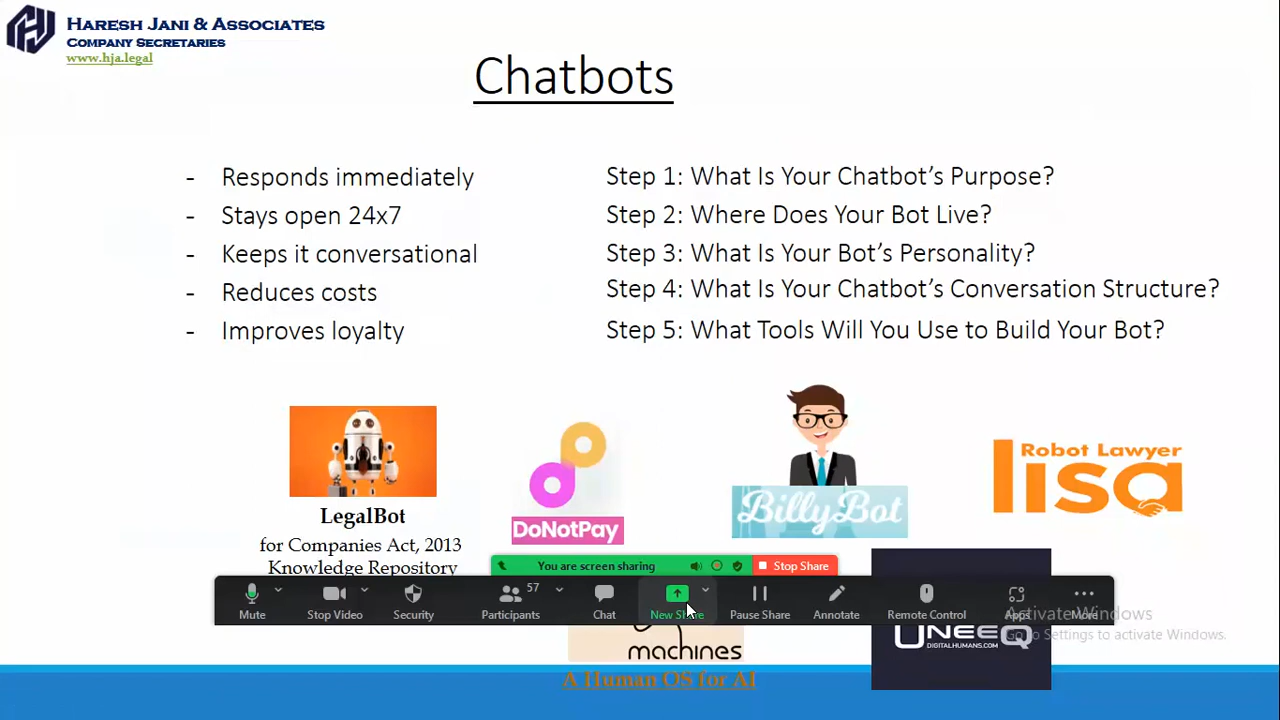 HARESH JANI & ASSOCIATES
COMPANY SECRETARIES
www.hja.legal
Chatbots
- Responds immediately
- Stays open 24x7
- Keeps it conversational
- Reduces costs
- Improves loyalty
Step 1: What Is Your Chatbot’s Purpose?
Step 2: Where Does Your Bot Live?
Step 3: What Is Your Bot’s Personality?
Step 4: What Is Your Chatbot’s Conversation Structure?
Step 5: What Tools Will You Use to Build Your Bot?
LegalBot
for Companies Act, 2013
Knowledge Repository
DoNotPay
BillyBot
Robot Lawyer
lisa
You are screen sharing
Stop Share
57
Mute
Stop Video
Security
Participants
Chat
New Share
Pause Share
Annotate
Remote Control
Apps
More
Activate Windows
Go to Settings to activate Windows.
machines
A Human OS for AI
UNEEQ
DIGITALHUMANS.COM